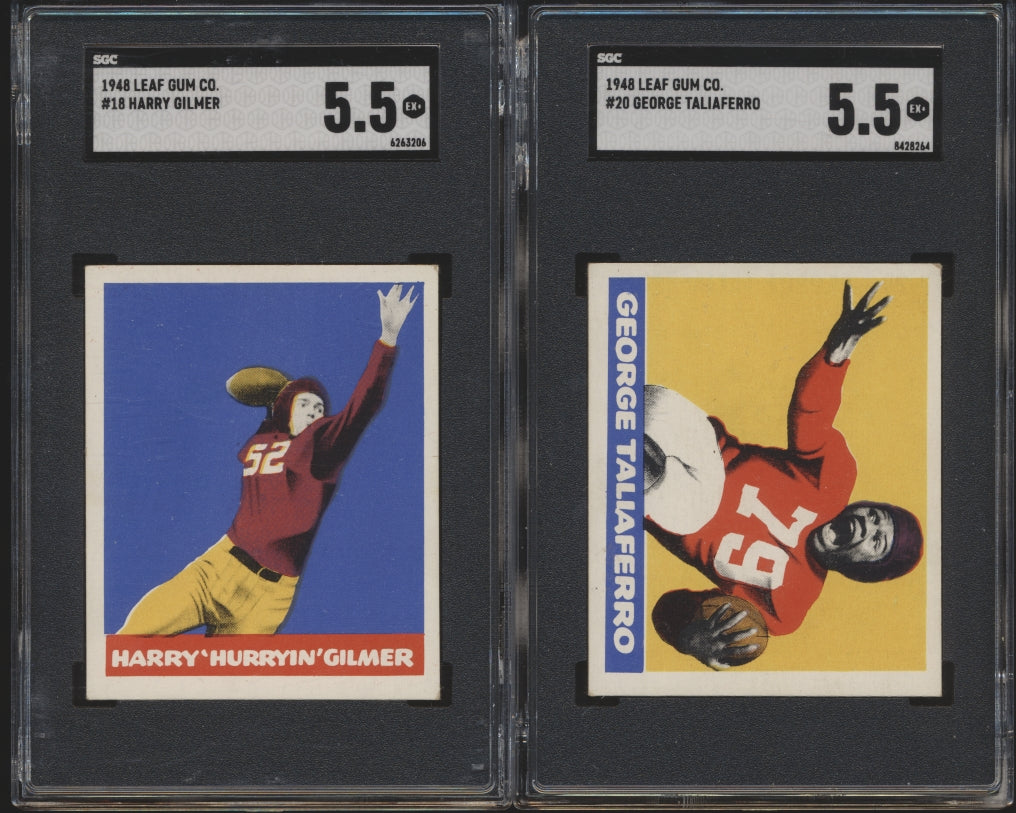 SGC
1948 LEAF GUM CO.
#18 HARRY GILMER
5.5 EX+
6263206
52
HARRY 'HURRYIN' GILMER
SGC
1948 LEAF GUM CO.
#20 GEORGE TALIAFERRO
5.5 EX+
8428264
GEORGE TALIAFERRO
79